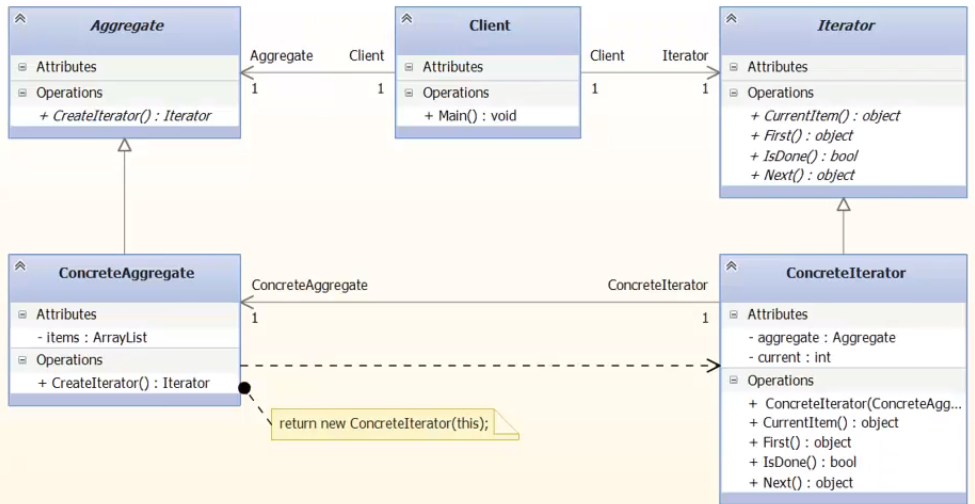 Aggregate
Attributes
Operations
+ CreateIterator() : Iterator
Aggregate
Client
1
1
Client
Attributes
Operations
+ Main() : void
Client
Iterator
1
1
Iterator
Attributes
Operations
+ CurrentItem() : object
+ First() : object
+ IsDone() : bool
+ Next() : object
ConcreteAggregate
Attributes
- items : ArrayList
Operations
+ CreateIterator() : Iterator
ConcreteAggregate
ConcreteIterator
1
1
return new ConcreteIterator(this);
ConcreteIterator
Attributes
- aggregate : Aggregate
- current : int
Operations
+ ConcreteIterator(ConcreteAgg...
+ CurrentItem() : object
+ First() : object
+ IsDone() : bool
+ Next() : object